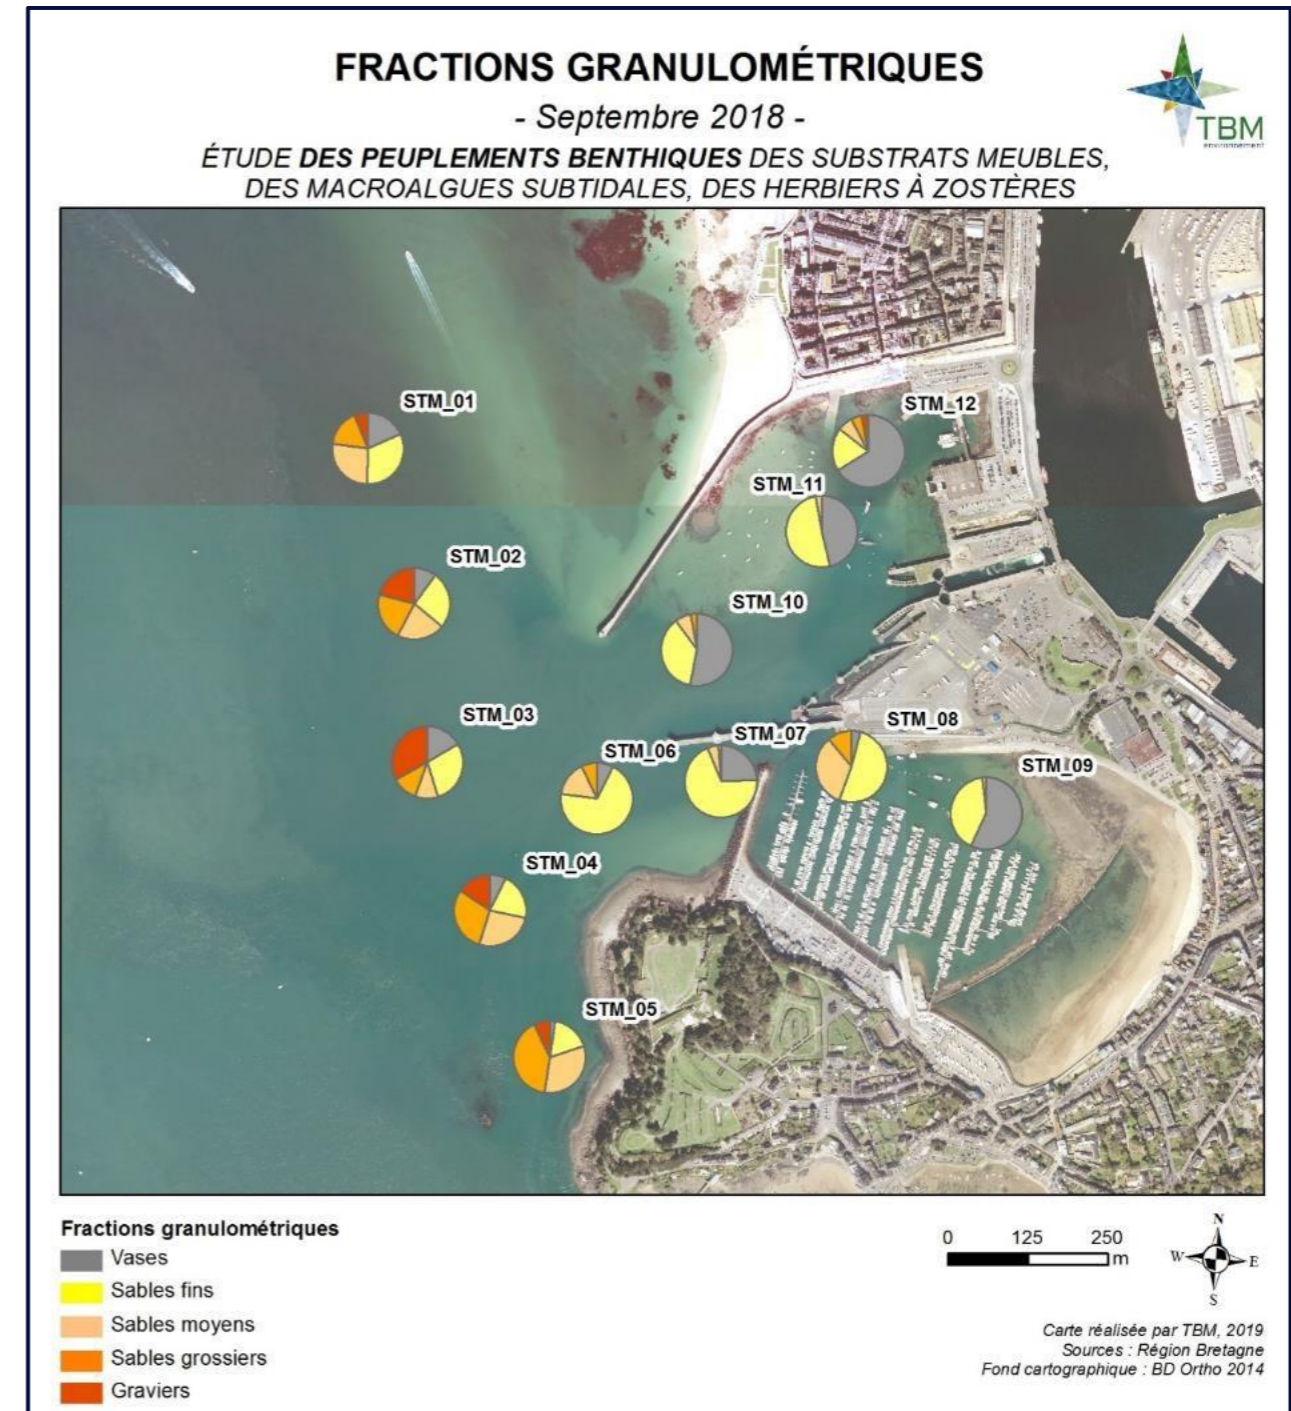 FRACTIONS GRANULOMÉTRIQUES
- Septembre 2018 -
ÉTUDE DES PEUPLEMENTS BENTHIQUES DES SUBSTRATS MEUBLES,
DES MACROALGUES SUBTIDALES, DES HERBIERS À ZOSTÈRES
TBM
environnement
STM_01
STM_12
STM_11
STM_02
STM_10
STM_03
STM_08
STM_07
STM_06
STM_09
STM_04
STM_05
Fractions granulométriques
Vases
Sables fins
Sables moyens
Sables grossiers
Graviers
0 125 250
m
N
W E
S
Carte réalisée par TBM, 2019
Sources : Région Bretagne
Fond cartographique : BD Ortho 2014